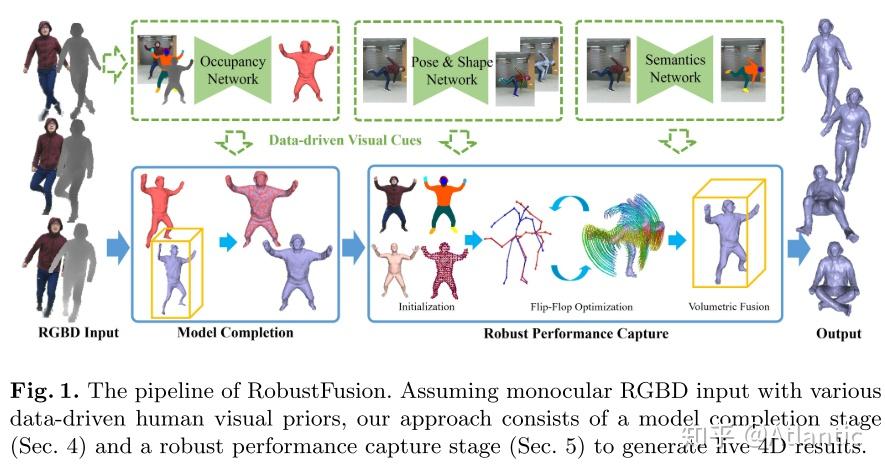 Occupancy
Network
Pose & Shape
Network
Semantics
Network
Data-driven Visual Cues
Initialization
Flip-Flop Optimization
Volumetric Fusion
RGBD Input
Model Completion
Robust Performance Capture
Output
Fig. 1. The pipeline of RobustFusion. Assuming monocular RGBD input with various
data-driven human visual priors, our approach consists of a model completion stage
(Sec. 4) and a robust performance capture stage (Sec. 5) to generate live 4D results.
知乎 @Atlantic